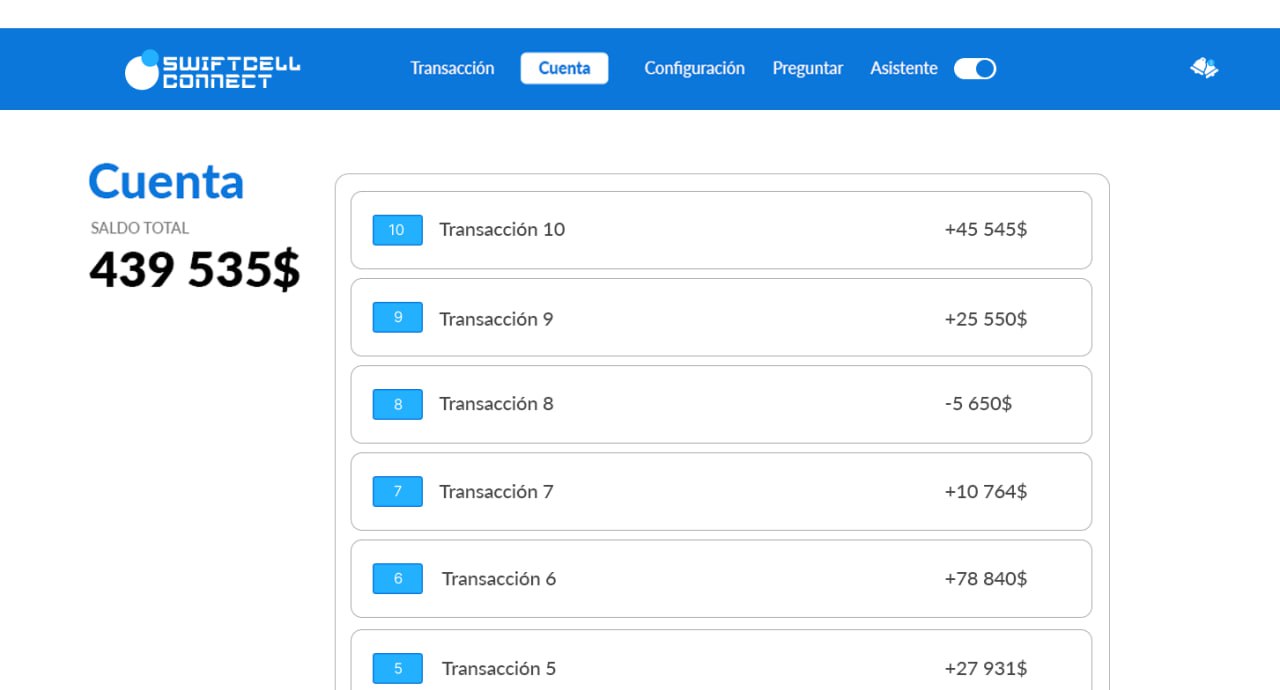 SWIFTCELL
CONNECT
Transacción Cuenta Configuración Preguntar Asistente
Cuenta
SALDO TOTAL
439 535$
10 Transacción 10 +45 545$
9 Transacción 9 +25 550$
8 Transacción 8 -5 650$
7 Transacción 7 +10 764$
6 Transacción 6 +78 840$
5 Transacción 5 +27 931$